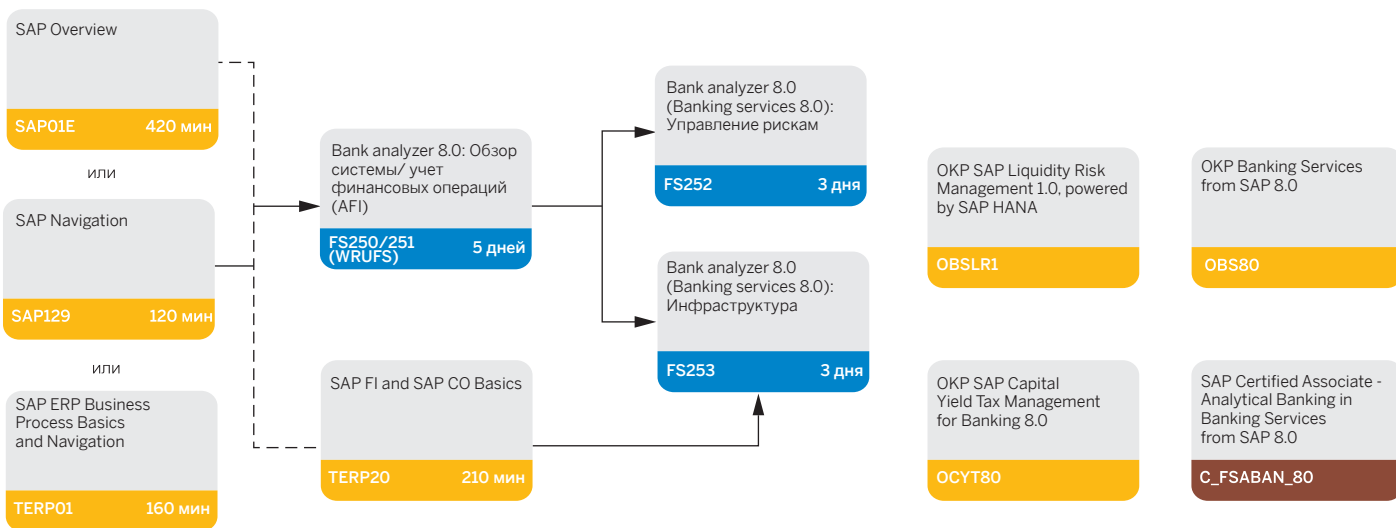 SAP Overview
SAP01E 420 мин
или
SAP Navigation
SAP129 120 мин
или
SAP ERP Business
Process Basics
and Navigation
TERP01 160 мин
Bank analyzer 8.0: Обзор
системы/ учет
финансовых операций
(AFI)
FS250/251
(WRUFS) 5 дней
SAP FI and SAP CO Basics
TERP20 210 мин
Bank analyzer 8.0
(Banking services 8.0):
Управление рискам
FS252 3 дня
Bank analyzer 8.0
(Banking services 8.0):
Инфраструктура
FS253 3 дня
OKP SAP Liquidity Risk
Management 1.0, powered
by SAP HANA
OBSLR1
OKP Banking Services
from SAP 8.0
OBS80
OKP SAP Capital
Yield Tax Management
for Banking 8.0
OCYT80
SAP Certified Associate -
Analytical Banking in
Banking Services
from SAP 8.0
C_FSABAN_80